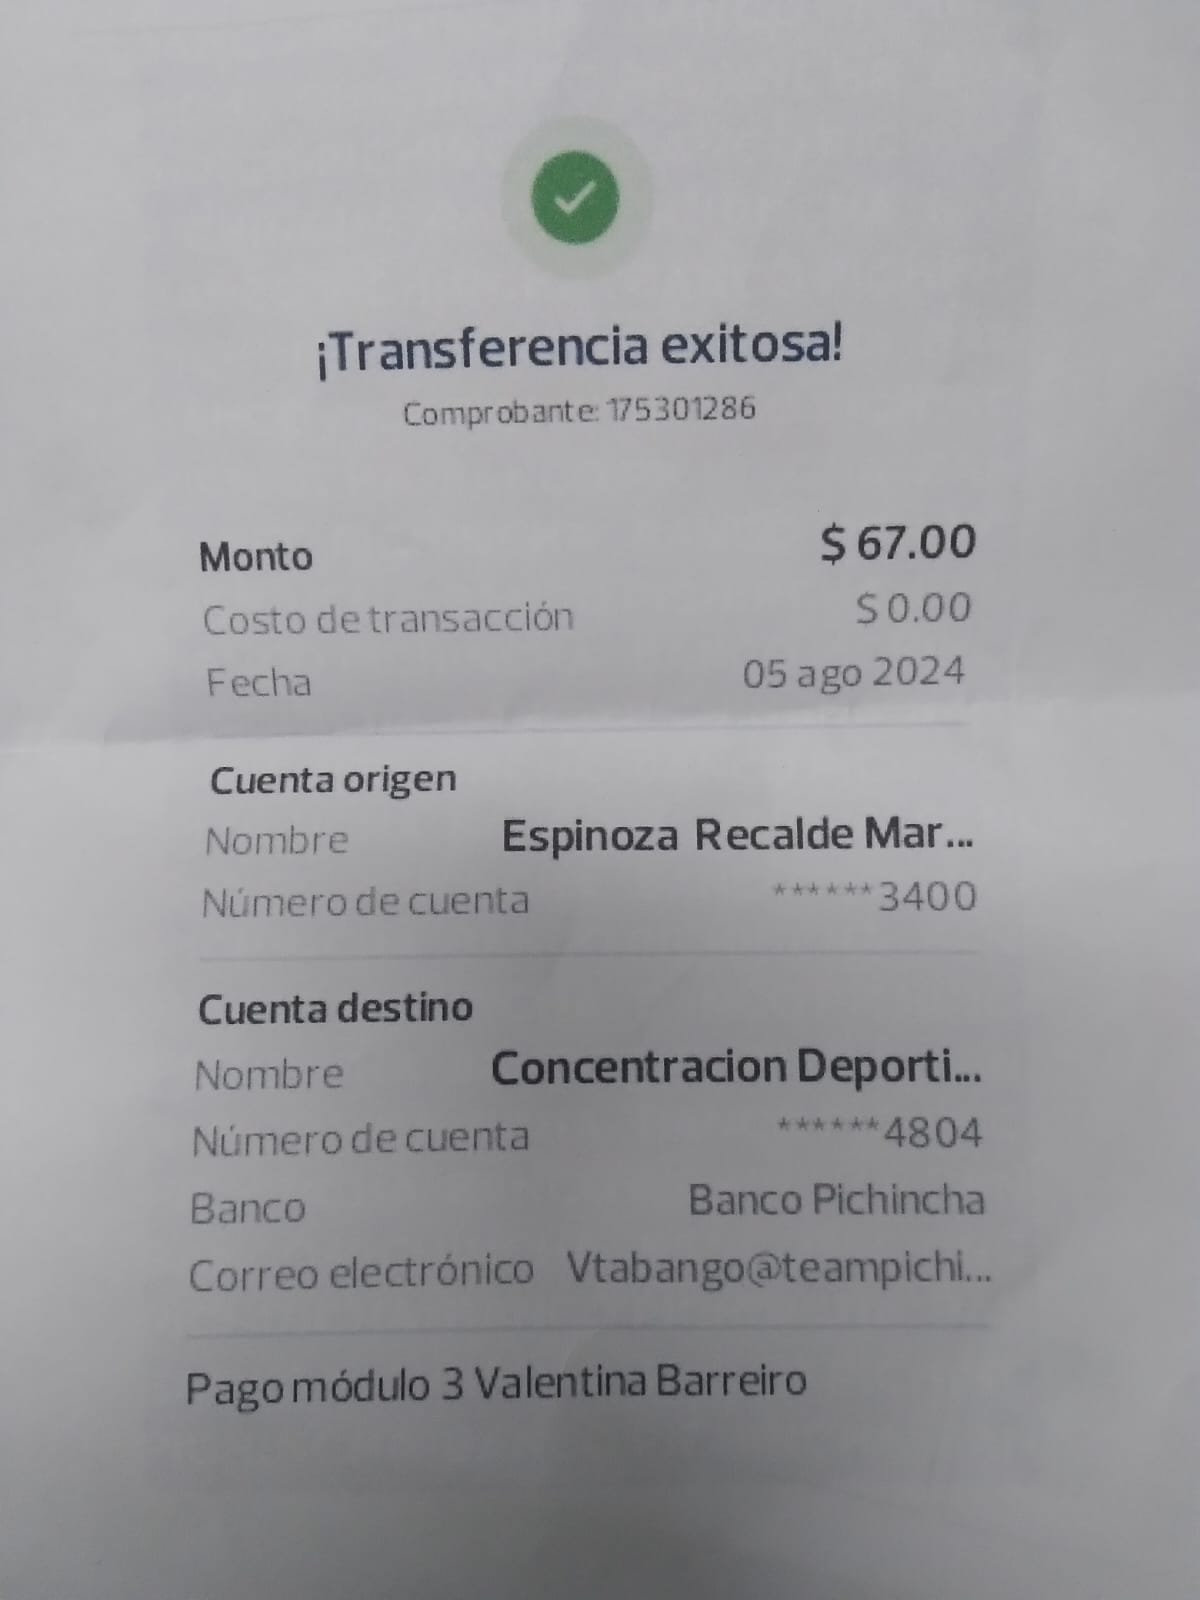 ¡Transferencia exitosa!
Comprobante: 175301286
Monto $ 67.00
Costo de transacción $ 0.00
Fecha 05 ago 2024
Cuenta origen
Nombre Espinoza Recalde Mar...
Número de cuenta ******3400
Cuenta destino
Nombre Concentracion Deporti...
Número de cuenta ******4804
Banco Banco Pichincha
Correo electrónico Vtabango@teampichi...
Pago módulo 3 Valentina Barreiro